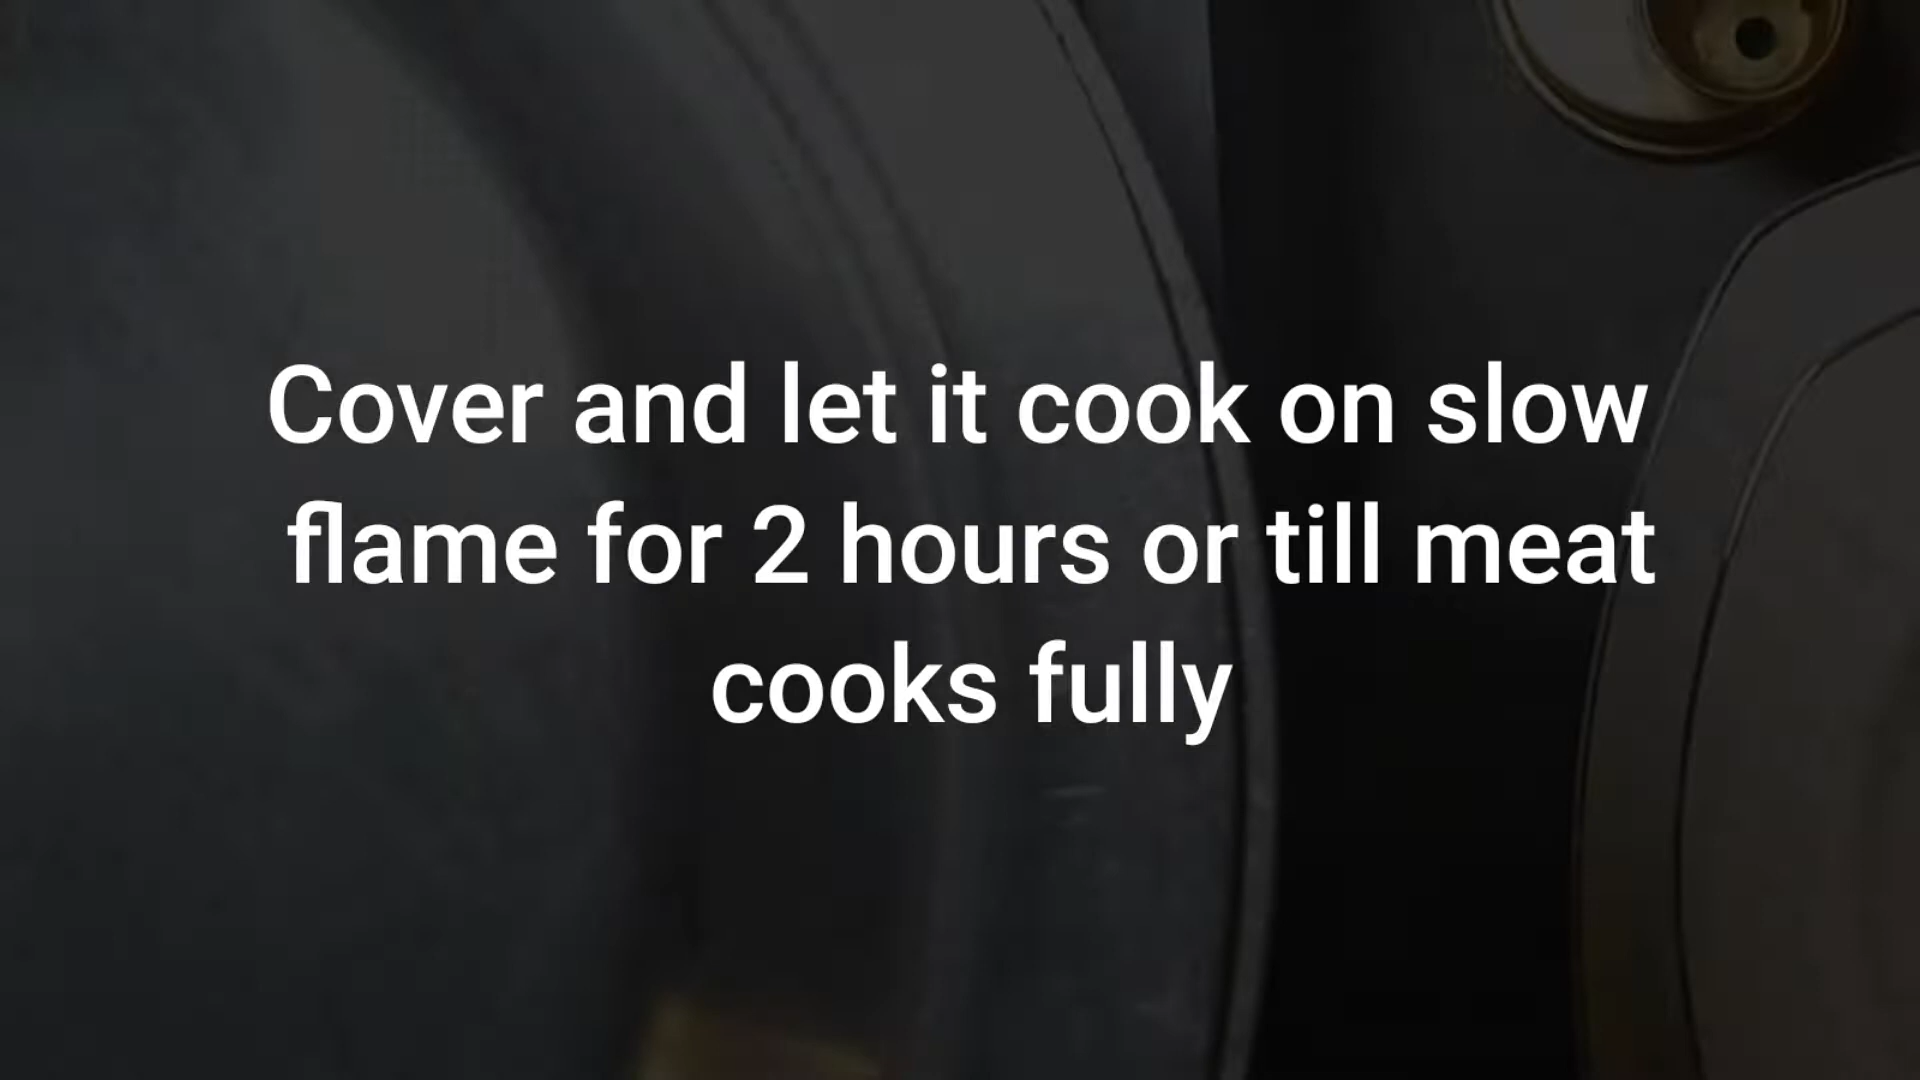 Cover and let it cook on slow
flame for 2 hours or till meat
cooks fully